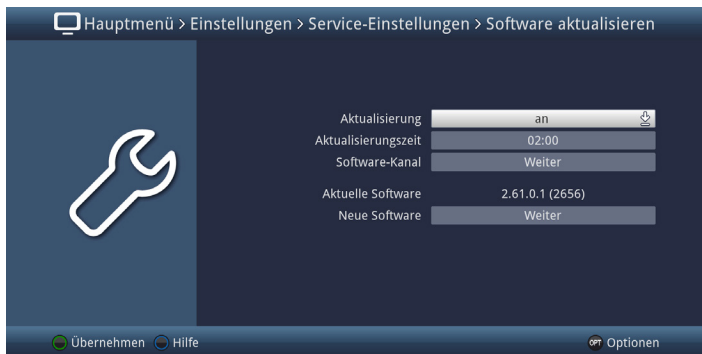 Hauptmenü > Einstellungen > Service-Einstellungen > Software aktualisieren
Aktualisierung an
Aktualisierungszeit 02:00
Software-Kanal Weiter
Aktuelle Software 2.61.0.1 (2656)
Neue Software Weiter
Übernehmen Hilfe OPT Optionen